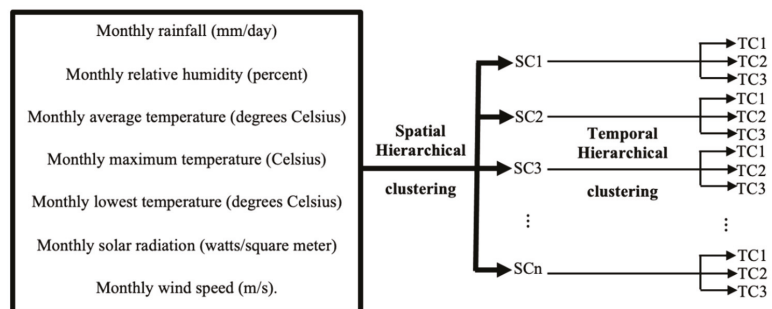 Monthly rainfall (mm/day)
Monthly relative humidity (percent)
Monthly average temperature (degrees Celsius)
Monthly maximum temperature (Celsius)
Monthly lowest temperature (degrees Celsius)
Monthly solar radiation (watts/square meter)
Monthly wind speed (m/s).
Spatial
Hierarchical
clustering
SC1
SC2
SC3
⋮
SCn
Temporal
Hierarchical
clustering
TC1
TC2
TC3
TC1
TC2
TC3
TC1
TC2
TC3
⋮
TC1
TC2
TC3